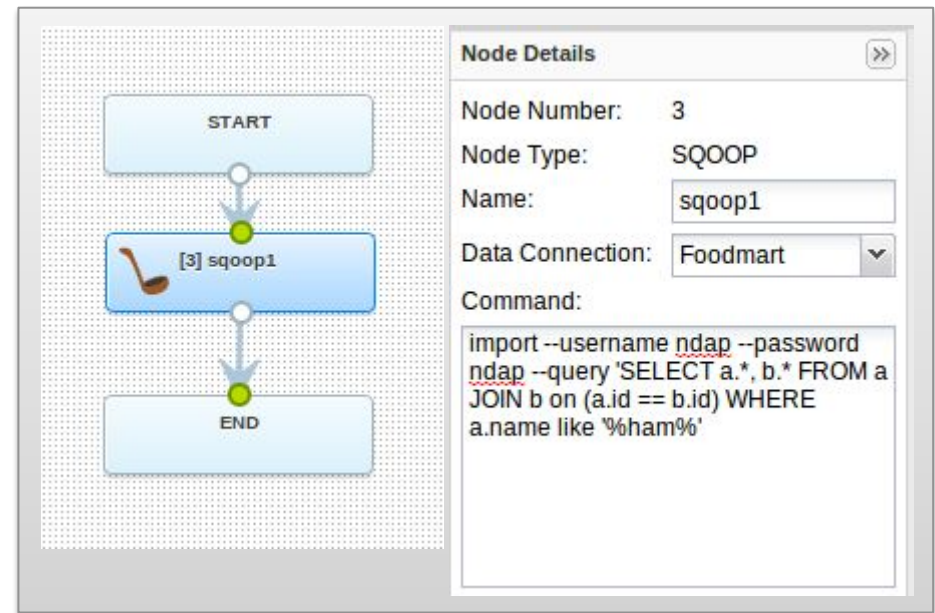 START
[3] sqoop1
END
Node Details
Node Number: 3
Node Type: SQOOP
Name: sqoop1
Data Connection: Foodmart
Command:
import --username ndap --password
ndap --query 'SELECT a.*, b.* FROM a
JOIN b on (a.id == b.id) WHERE
a.name like '%ham%'